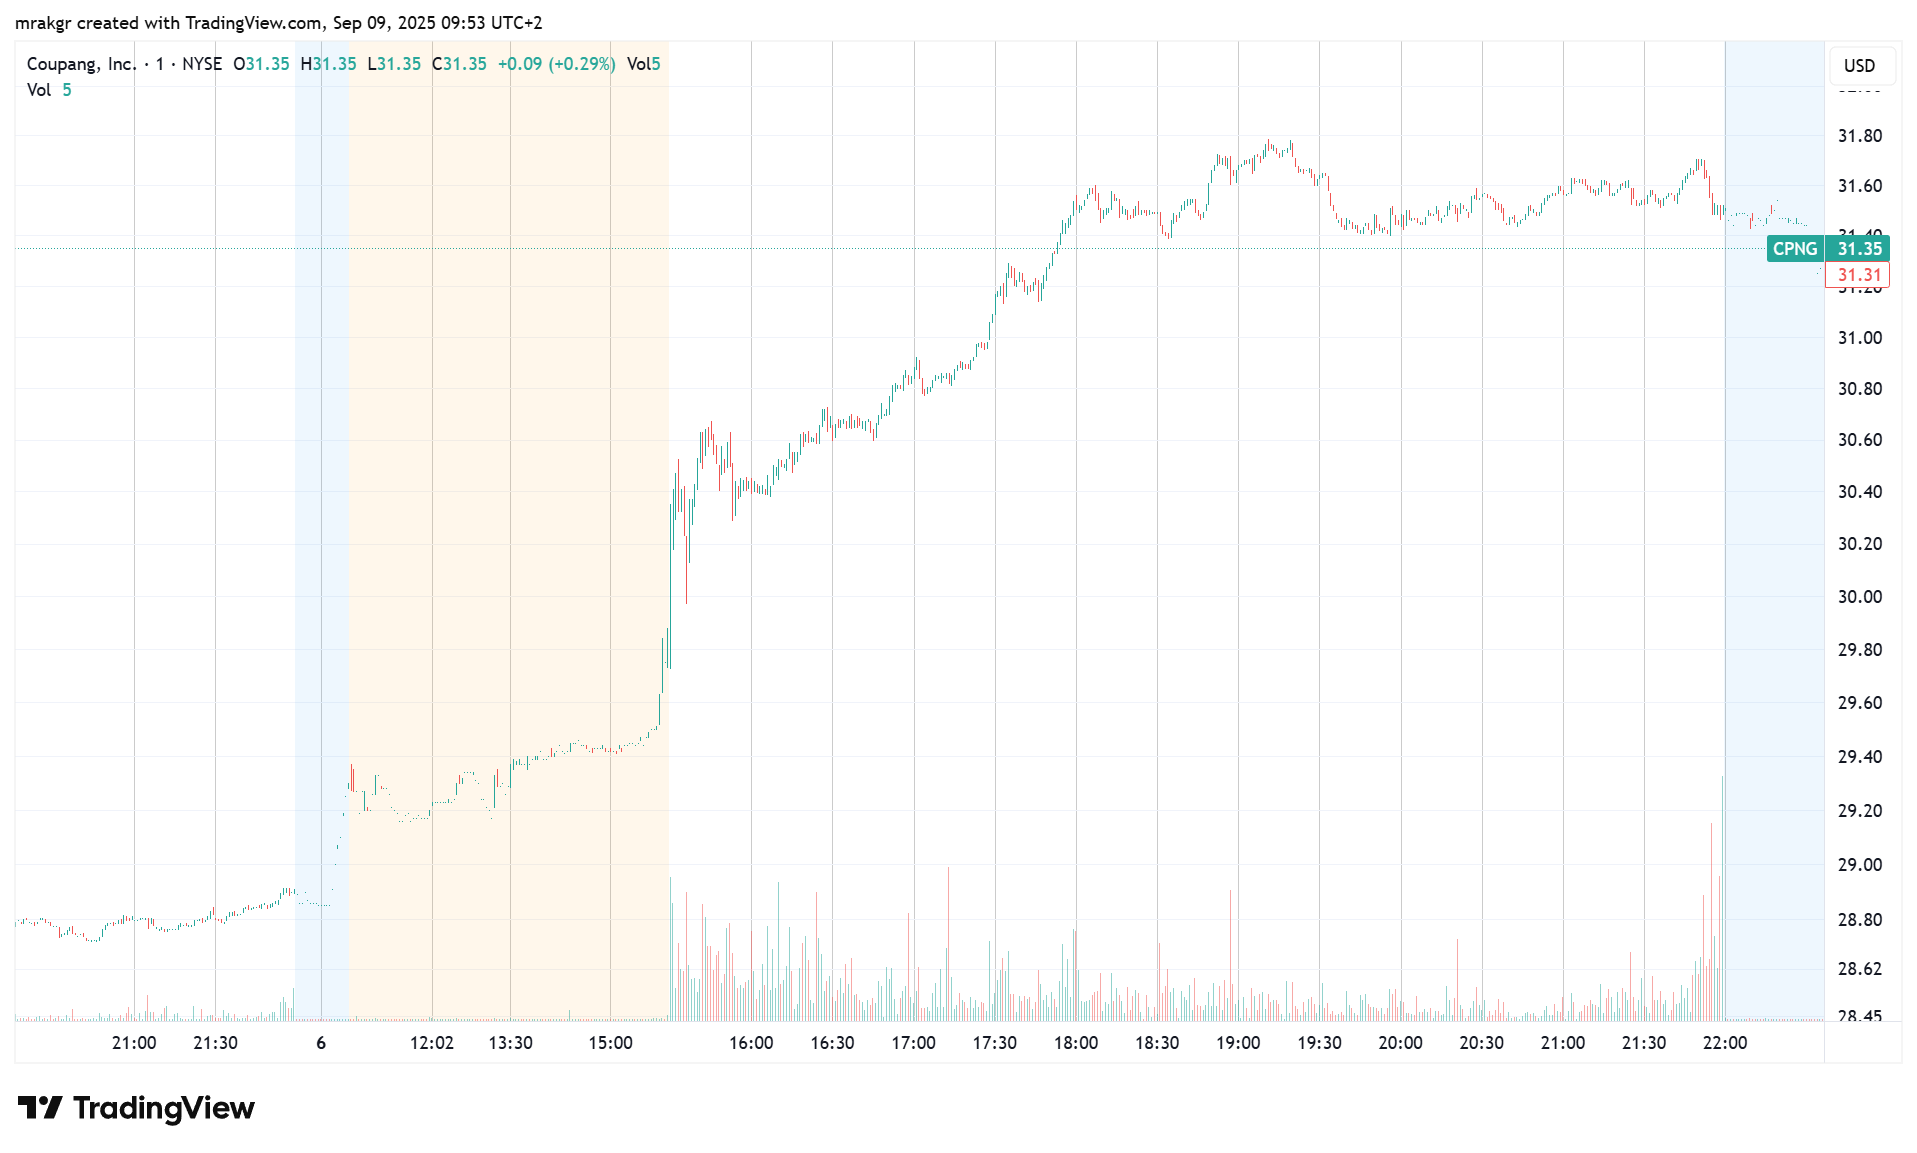 mrakgr created with TradingView.com, Sep 09, 2025 09:53 UTC+2
Coupang, Inc. · 1 · NYSE O31.35 H31.35 L31.35 C31.35 +0.09 (+0.29%) Vol5
Vol 5
USD
31.80
31.60
31.40
CPNG 31.35
31.31
31.20
31.00
30.80
30.60
30.40
30.20
30.00
29.80
29.60
29.40
29.20
29.00
28.80
28.62
28.45
21:00 21:30 6 12:02 13:30 15:00 16:00 16:30 17:00 17:30 18:00 18:30 19:00 19:30 20:00 20:30 21:00 21:30 22:00
TradingView